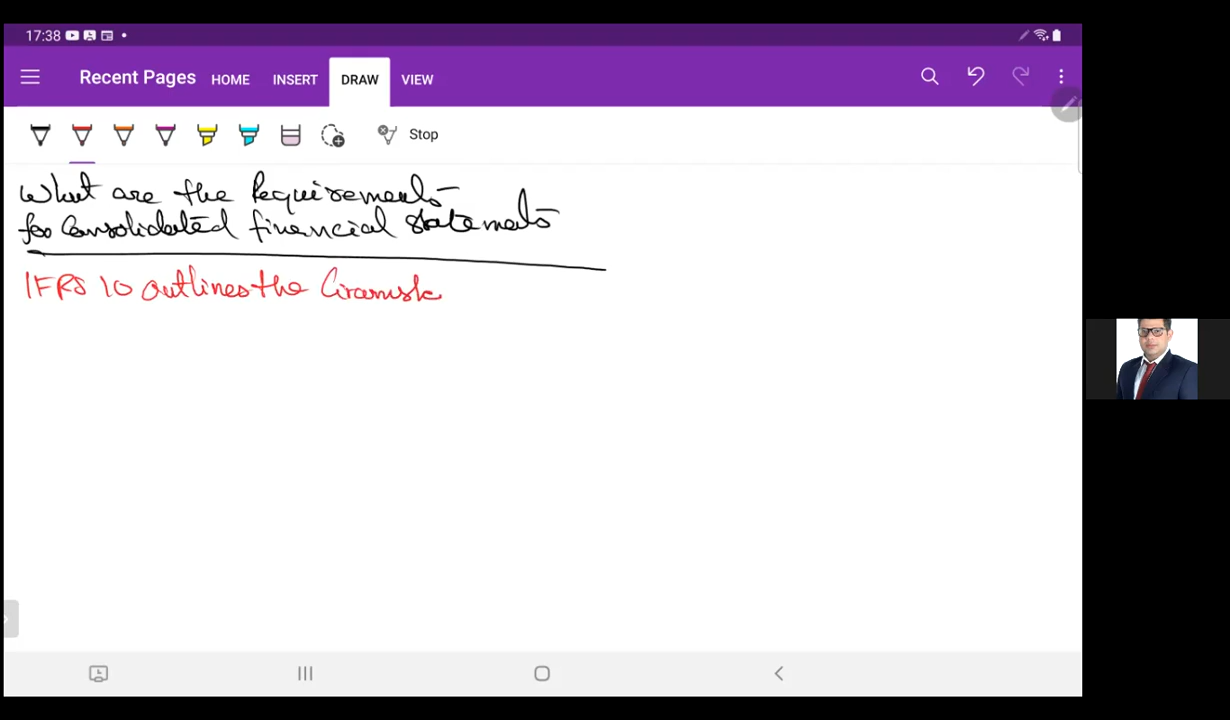 17:38
Recent Pages HOME INSERT DRAW VIEW
Stop
What are the Requirements
for Consolidated financial statements
IFRS 10 outlines the